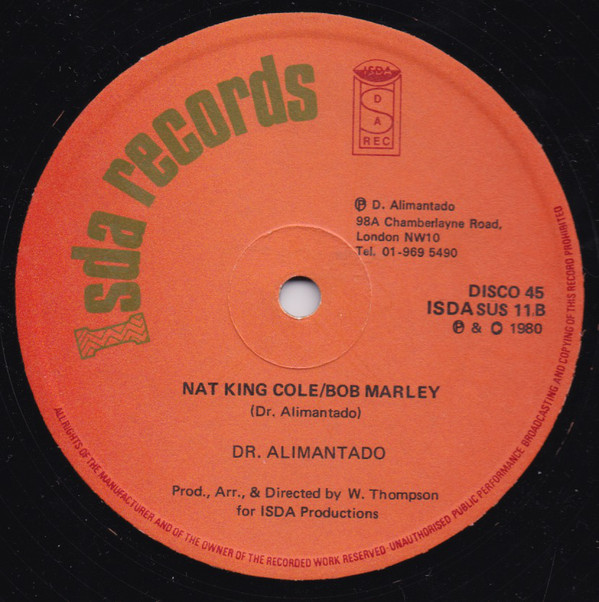 Isda records
ISDA
S
D
A
REC
Ⓟ D. Alimantado
98A Chamberlayne Road,
London NW10
Tel. 01-969 5490
DISCO 45
ISDA SUS 11.B
Ⓟ & © 1980
NAT KING COLE/BOB MARLEY
(Dr. Alimantado)
DR. ALIMANTADO
Prod., Arr., & Directed by W. Thompson
for ISDA Productions
ALL RIGHTS OF THE MANUFACTURER AND OF THE OWNER OF THE RECORDED WORK RESERVED UNAUTHORISED PUBLIC PERFORMANCE BROADCASTING AND COPYING OF THIS RECORD PROHIBITED